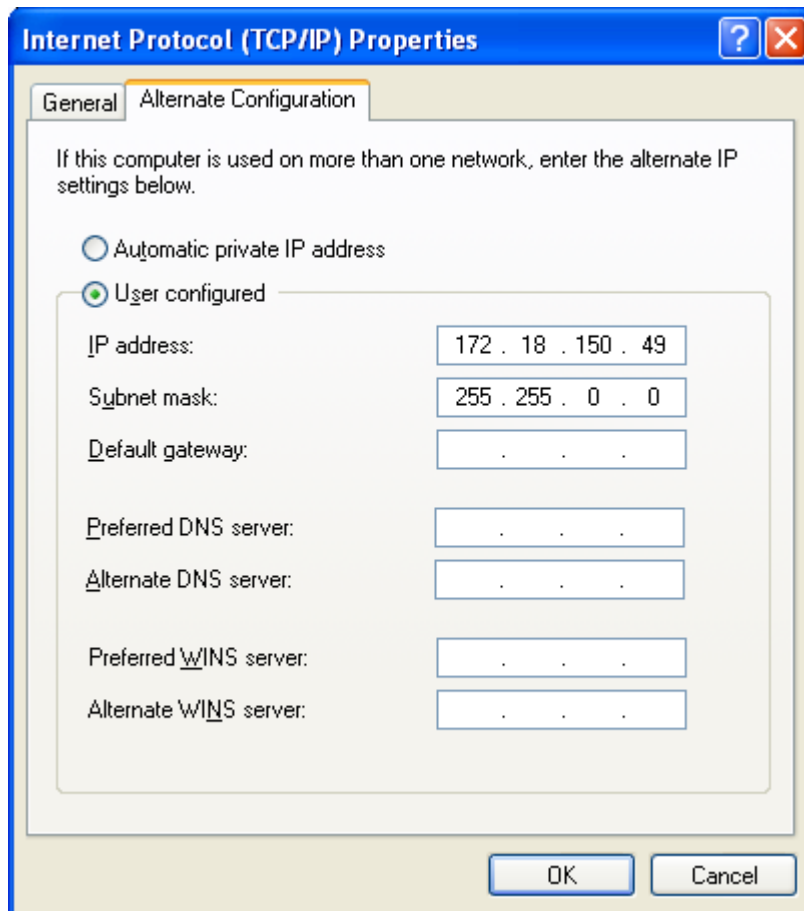 Internet Protocol (TCP/IP) Properties
?
General
Alternate Configuration
If this computer is used on more than one network, enter the alternate IP
settings below.
Automatic private IP address
User configured
IP address: 172 . 18 . 150 . 49
Subnet mask: 255 . 255 . 0 . 0
Default gateway: . . .
Preferred DNS server: . . .
Alternate DNS server: . . .
Preferred WINS server: . . .
Alternate WINS server: . . .
OK
Cancel